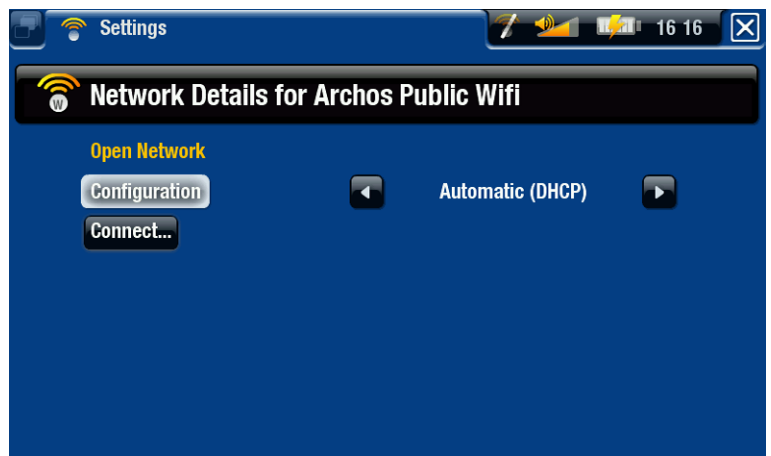 Settings 16 16
Network Details for Archos Public Wifi
Open Network
Configuration Automatic (DHCP)
Connect...